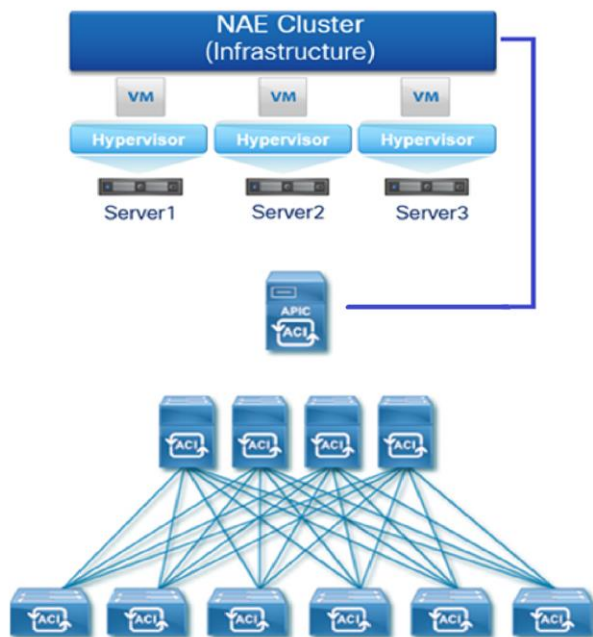 NAE Cluster
(Infrastructure)
VM VM VM
Hypervisor Hypervisor Hypervisor
Server1 Server2 Server3
APIC
ACI
ACI ACI ACI ACI
ACI ACI ACI ACI ACI ACI